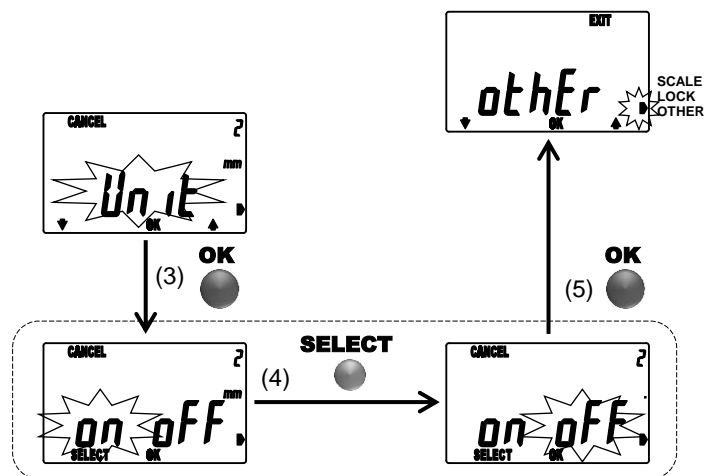 EXIT
othEr
OK
SCALE
LOCK
OTHER
CANCEL
2
mm
Unit
OK
(3)
OK
(5)
OK
CANCEL
2
mm
on oFF
SELECT
OK
(4)
SELECT
CANCEL
2
on oFF
SELECT
OK